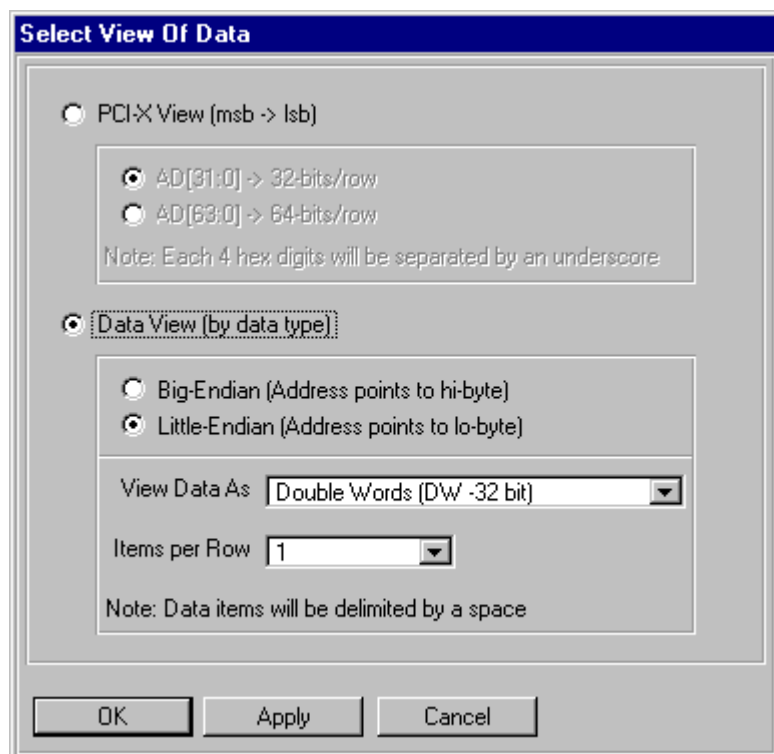 Select View Of Data
PCI-X View (msb -> lsb)
AD[31:0] -> 32-bits/row
AD[63:0] -> 64-bits/row
Note: Each 4 hex digits will be separated by an underscore
Data View (by data type)
Big-Endian (Address points to hi-byte)
Little-Endian (Address points to lo-byte)
View Data As Double Words (DW -32 bit)
Items per Row 1
Note: Data items will be delimited by a space
OK Apply Cancel